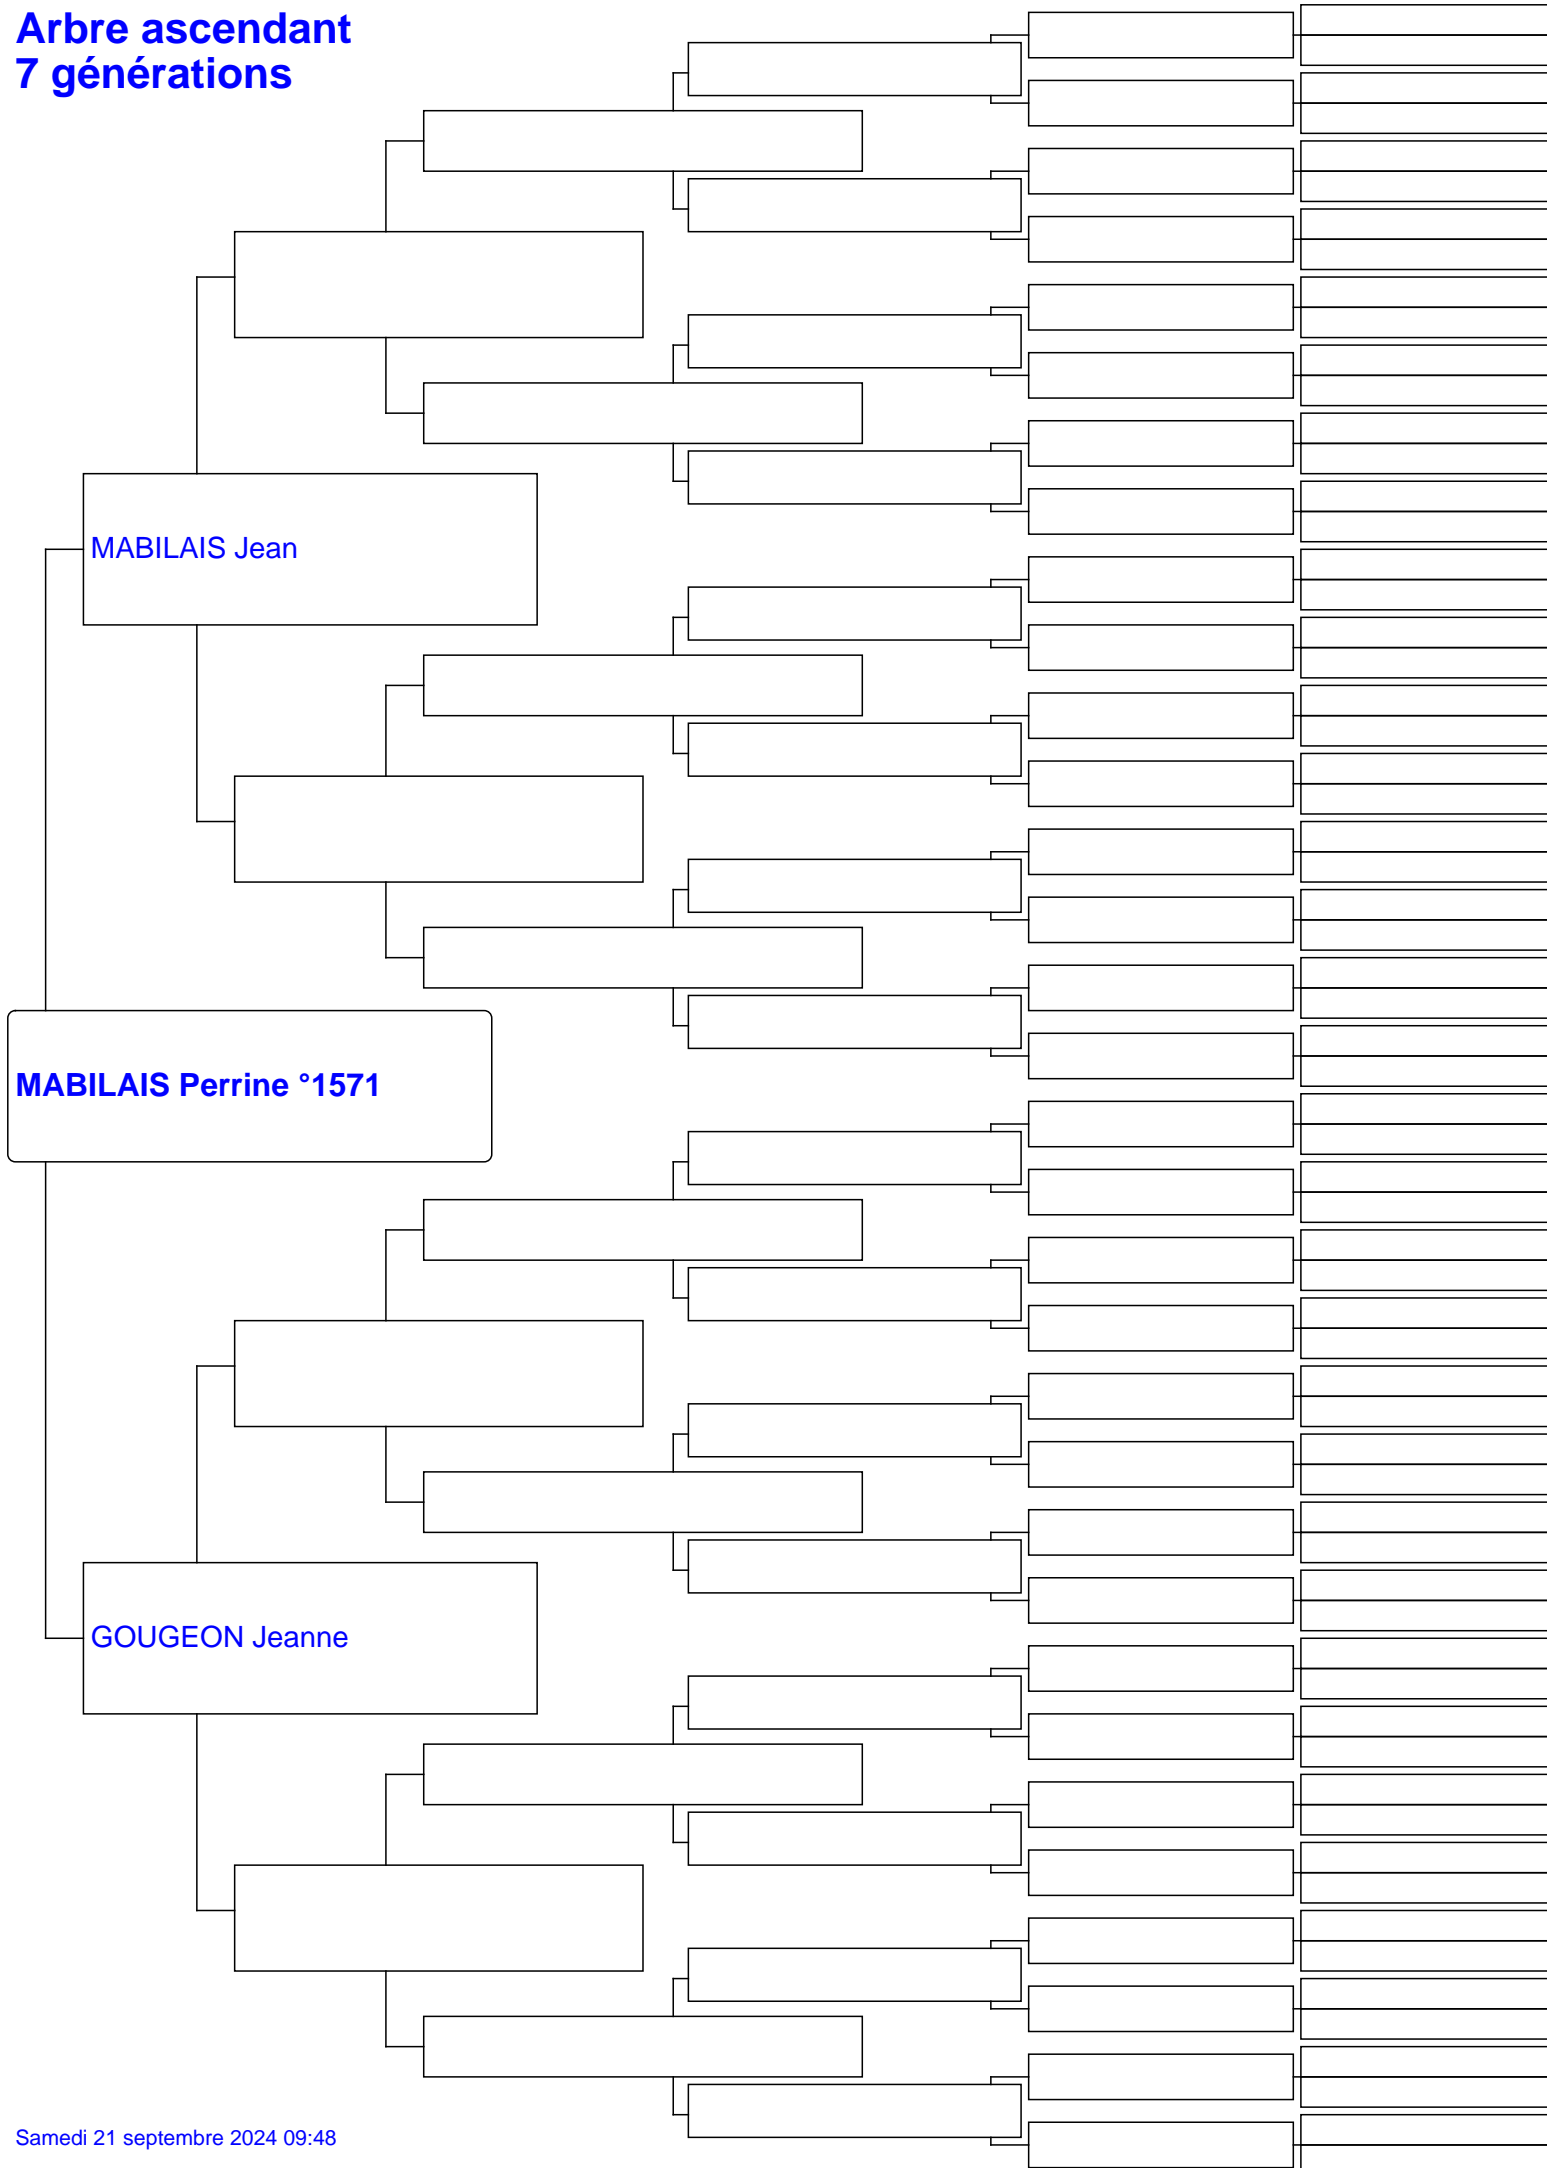 Arbre ascendant
7 générations
MABILAIS Jean
MABILAIS Perrine °1571
GOUGEON Jeanne
Samedi 21 septembre 2024 09:48